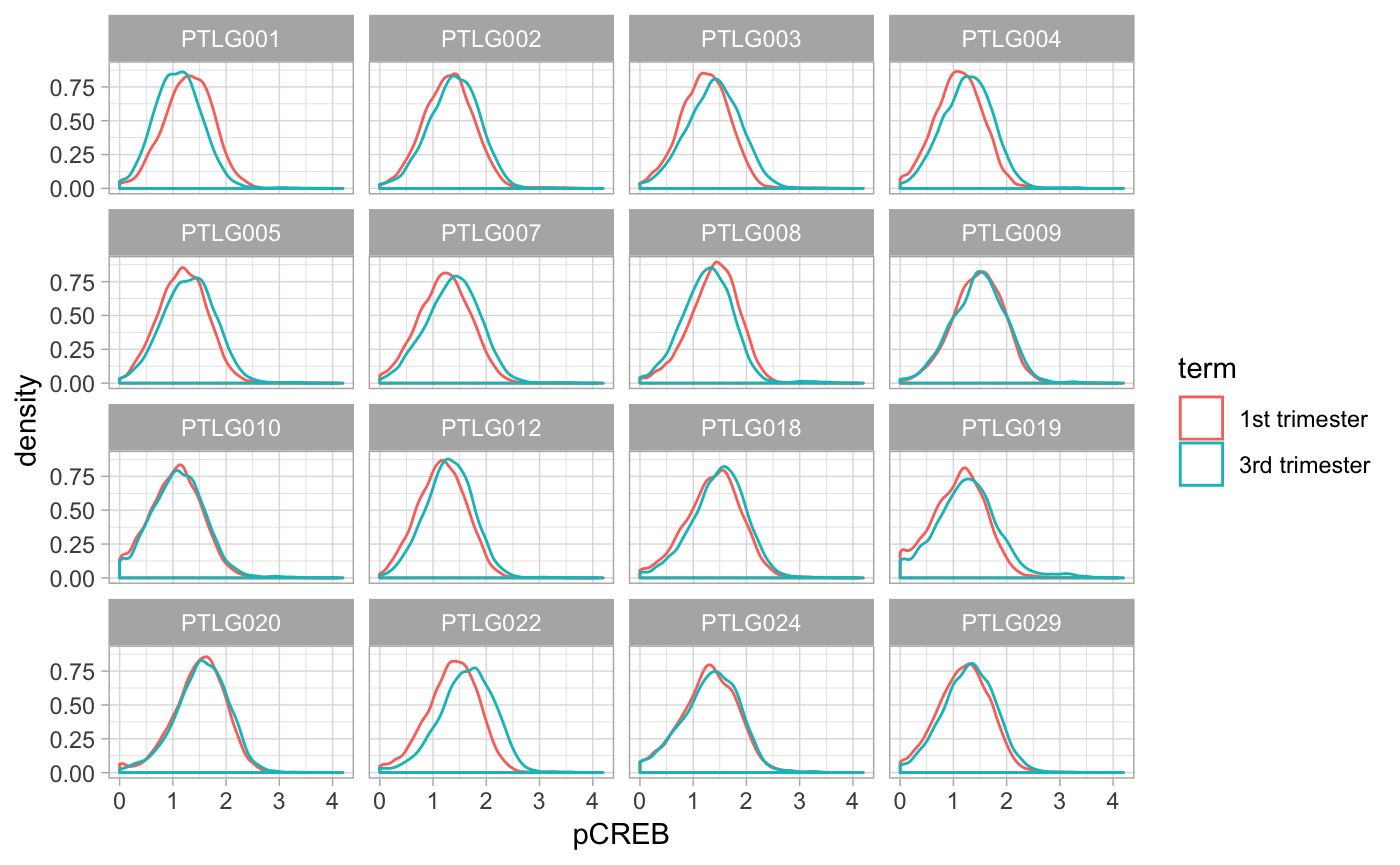 PTLG001 PTLG002 PTLG003 PTLG004
0.75
0.50
0.25
0.00
PTLG005 PTLG007 PTLG008 PTLG009
0.75
0.50
0.25
0.00
PTLG010 PTLG012 PTLG018 PTLG019
0.75
0.50
0.25
0.00
PTLG020 PTLG022 PTLG024 PTLG029
0.75
0.50
0.25
0.00
0 1 2 3 4 0 1 2 3 4 0 1 2 3 4 0 1 2 3 4
pCREB
density
term
1st trimester
3rd trimester